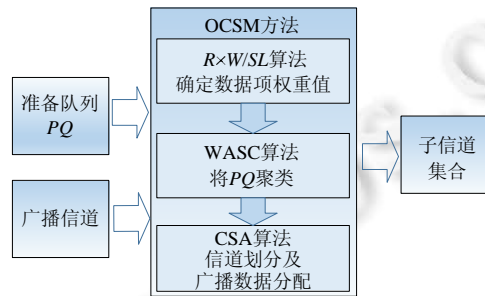 OCSM方法
R×W/SL算法
确定数据项权重值
准备队列
PQ
WASC算法
将PQ聚类
子信道
集合
广播信道
CSA算法
信道划分及
广播数据分配